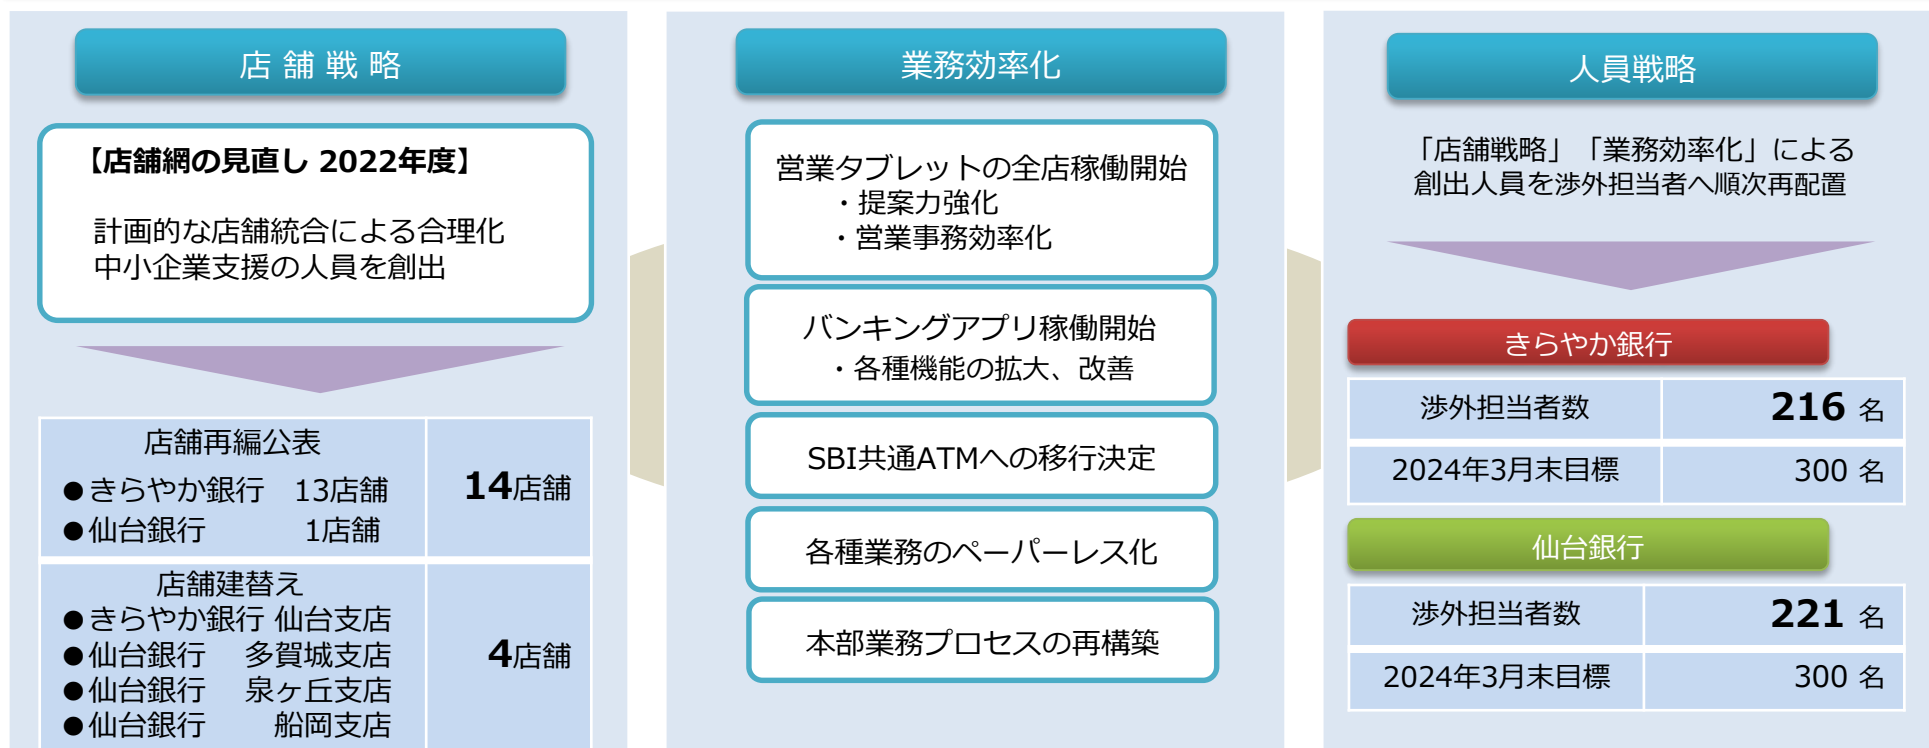 店舗戦略
【店舗網の見直し 2022年度】
計画的な店舗統合による合理化
中小企業支援の人員を創出
店舗再編公表
●きらやか銀行 13店舗
●仙台銀行 1店舗
14店舗
店舗建替え
●きらやか銀行 仙台支店
●仙台銀行 多賀城支店
●仙台銀行 泉ヶ丘支店
●仙台銀行 船岡支店
4店舗
業務効率化
営業タブレットの全店稼働開始
・提案力強化
・営業事務効率化
バンキングアプリ稼働開始
・各種機能の拡大、改善
SBI共通ATMへの移行決定
各種業務のペーパーレス化
本部業務プロセスの再構築
人員戦略
「店舗戦略」「業務効率化」による
創出人員を渉外担当者へ順次再配置
きらやか銀行
渉外担当者数 216 名
2024年3月末目標 300 名
仙台銀行
渉外担当者数 221 名
2024年3月末目標 300 名